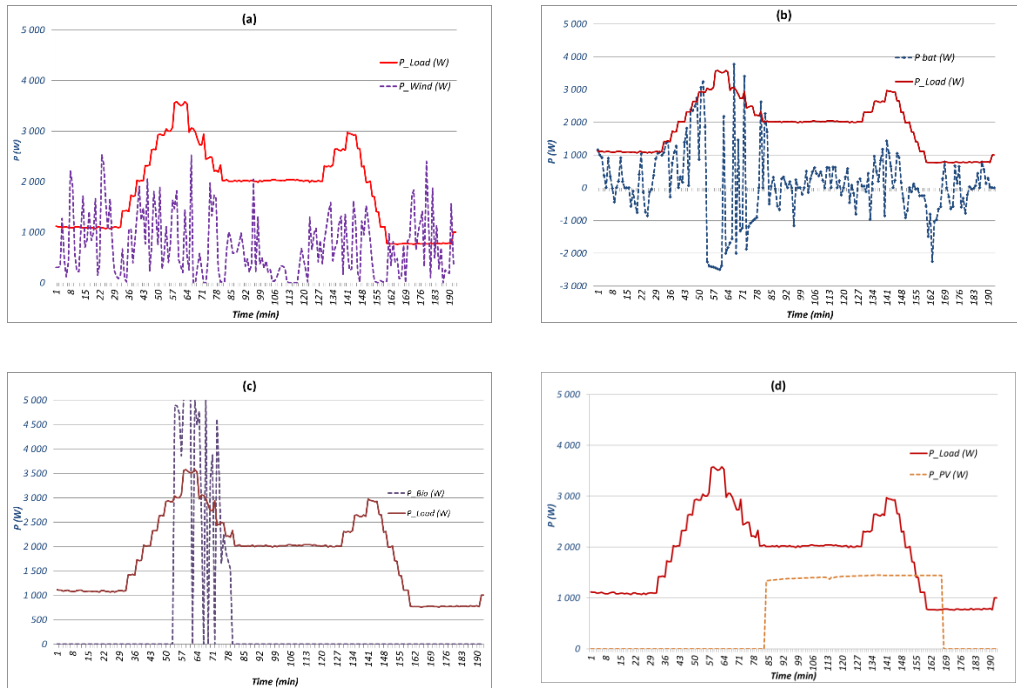 (a)
5 000
4 000
3 000
2 000
1 000
0
P (W)
P_Load (W)
P_Wind (W)
1 8 15 22 29 36 43 50 57 64 71 78 85 92 99 106 113 120 127 134 141 148 155 162 169 176 183 190
Time (min)
(b)
5 000
4 000
3 000
2 000
1 000
0
-1 000
-2 000
-3 000
P bat (W)
P_Load (W)
1 8 15 22 29 36 43 50 57 64 71 78 85 92 99 106 113 120 127 134 141 148 155 162 169 176 183 190
Time (min)
(c)
5 000
4 500
4 000
3 500
3 000
2 500
2 000
1 500
1 000
500
0
P (W)
P_Bio (W)
P_Load (W)
1 8 15 22 29 36 43 50 57 64 71 78 85 92 99 106 113 120 127 134 141 148 155 162 169 176 183 190
Time (min)
(d)
5 000
4 000
3 000
2 000
1 000
0
P (W)
P_Load (W)
P_PV (W)
1 8 15 22 29 36 43 50 57 64 71 78 85 92 99 106 113 120 127 134 141 148 155 162 169 176 183 190
Time (min)